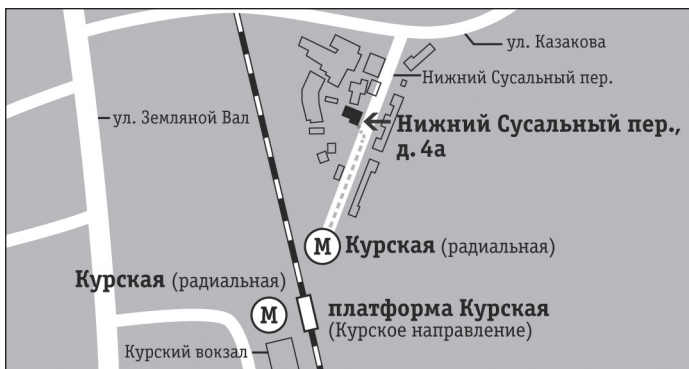 ул. Казакова
Нижний Сусальный пер.
ул. Земляной Вал
Нижний Сусальный пер.,
д. 4а
М Курская (радиальная)
Курская (радиальная)
М
платформа Курская
(Курское направление)
Курский вокзал